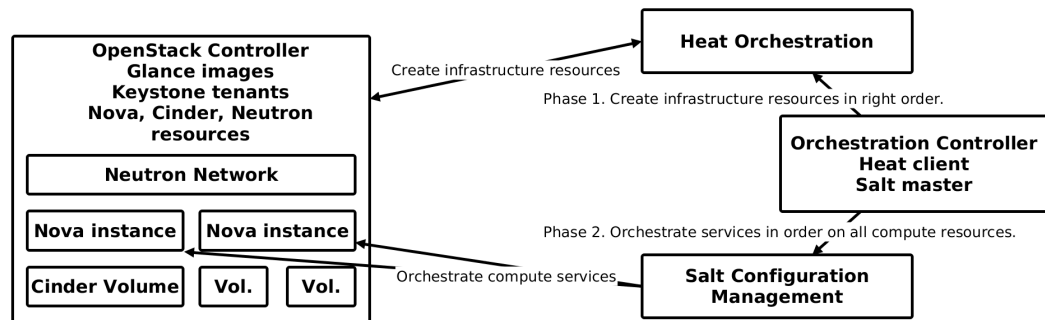 OpenStack Controller
Glance images
Keystone tenants
Nova, Cinder, Neutron
resources
Neutron Network
Nova instance
Nova instance
Cinder Volume
Vol.
Vol.
Create infrastructure resources
Heat Orchestration
Phase 1. Create infrastructure resources in right order.
Orchestration Controller
Heat client
Salt master
Phase 2. Orchestrate services in order on all compute resources.
Orchestrate compute services
Salt Configuration
Management